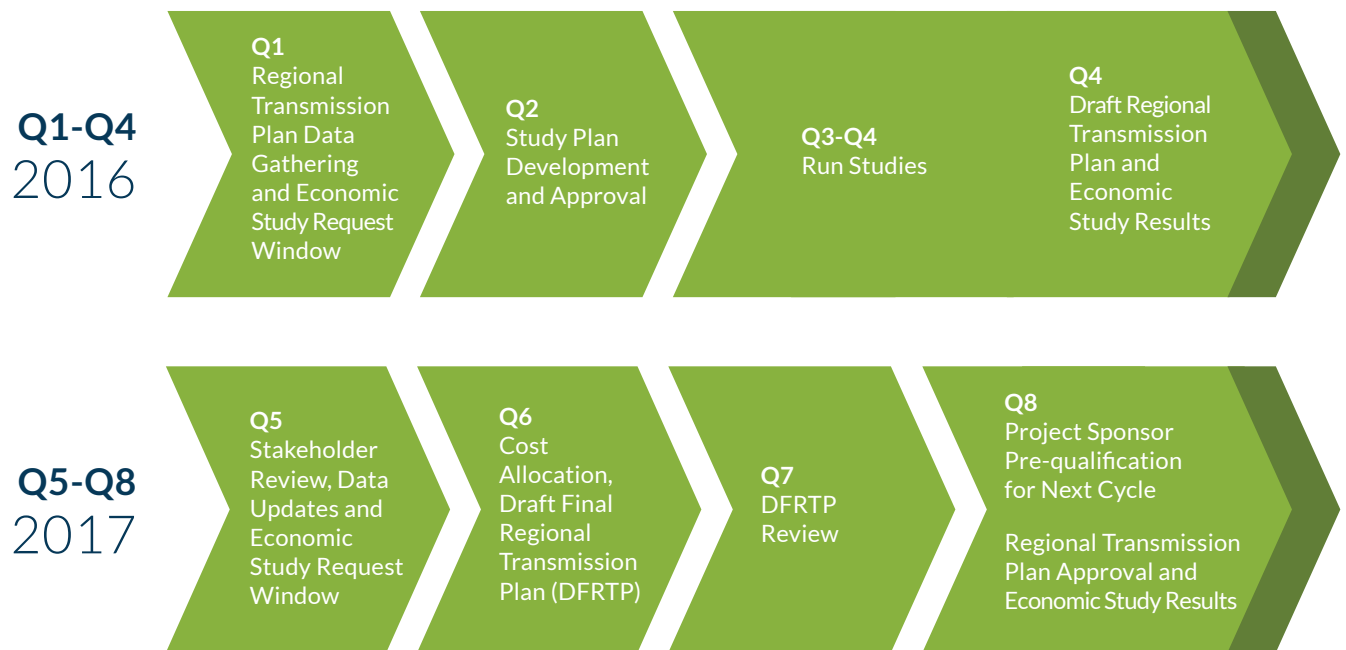 Q1-Q4
2016
Q1
Regional
Transmission
Plan Data
Gathering
and Economic
Study Request
Window
Q2
Study Plan
Development
and Approval
Q3-Q4
Run Studies
Q4
Draft Regional
Transmission
Plan and
Economic
Study Results
Q5-Q8
2017
Q5
Stakeholder
Review, Data
Updates and
Economic
Study Request
Window
Q6
Cost
Allocation,
Draft Final
Regional
Transmission
Plan (DFRTP)
Q7
DFRTP
Review
Q8
Project Sponsor
Pre-qualification
for Next Cycle
Regional Transmission
Plan Approval and
Economic Study Results